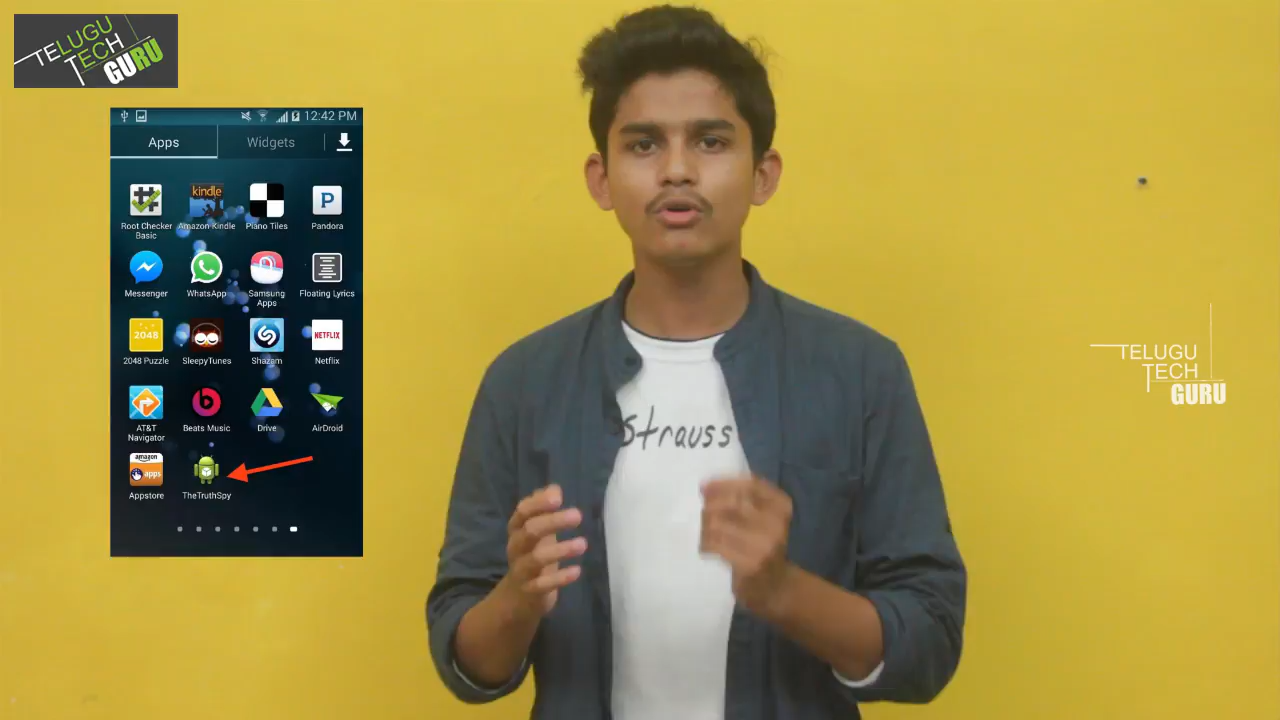 TELUGU
TECH
GURU
12:42 PM
Apps Widgets
Root Checker Basic
kindle
Amazon Kindle
Piano Tiles
P
Pandora
Messenger
WhatsApp
Samsung Apps
Floating Lyrics
2048
2048 Puzzle
SleepyTunes
Shazam
NETFLIX
Netflix
AT&T Navigator
Beats Music
Drive
AirDroid
amazon
apps
Appstore
TheTruthSpy
Strauss
TELUGU
TECH
GURU